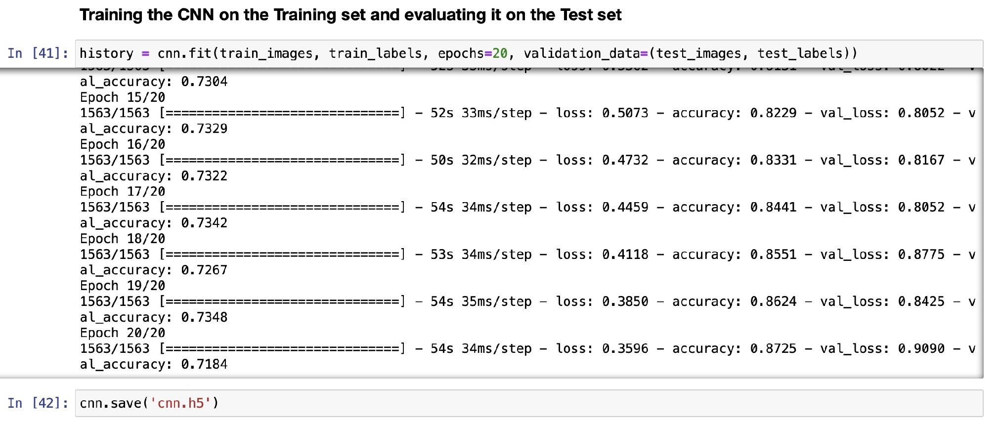 Training the CNN on the Training set and evaluating it on the Test set
In [41]: history = cnn.fit(train_images, train_labels, epochs=20, validation_data=(test_images, test_labels))
al_accuracy: 0.7304
Epoch 15/20
1563/1563 [==============================] - 52s 33ms/step - loss: 0.5073 - accuracy: 0.8229 - val_loss: 0.8052 - v
al_accuracy: 0.7329
Epoch 16/20
1563/1563 [==============================] - 50s 32ms/step - loss: 0.4732 - accuracy: 0.8331 - val_loss: 0.8167 - v
al_accuracy: 0.7322
Epoch 17/20
1563/1563 [==============================] - 54s 34ms/step - loss: 0.4459 - accuracy: 0.8441 - val_loss: 0.8052 - v
al_accuracy: 0.7342
Epoch 18/20
1563/1563 [==============================] - 53s 34ms/step - loss: 0.4118 - accuracy: 0.8551 - val_loss: 0.8775 - v
al_accuracy: 0.7267
Epoch 19/20
1563/1563 [==============================] - 54s 35ms/step - loss: 0.3850 - accuracy: 0.8624 - val_loss: 0.8425 - v
al_accuracy: 0.7348
Epoch 20/20
1563/1563 [==============================] - 54s 34ms/step - loss: 0.3596 - accuracy: 0.8725 - val_loss: 0.9090 - v
al_accuracy: 0.7184
In [42]: cnn.save('cnn.h5')